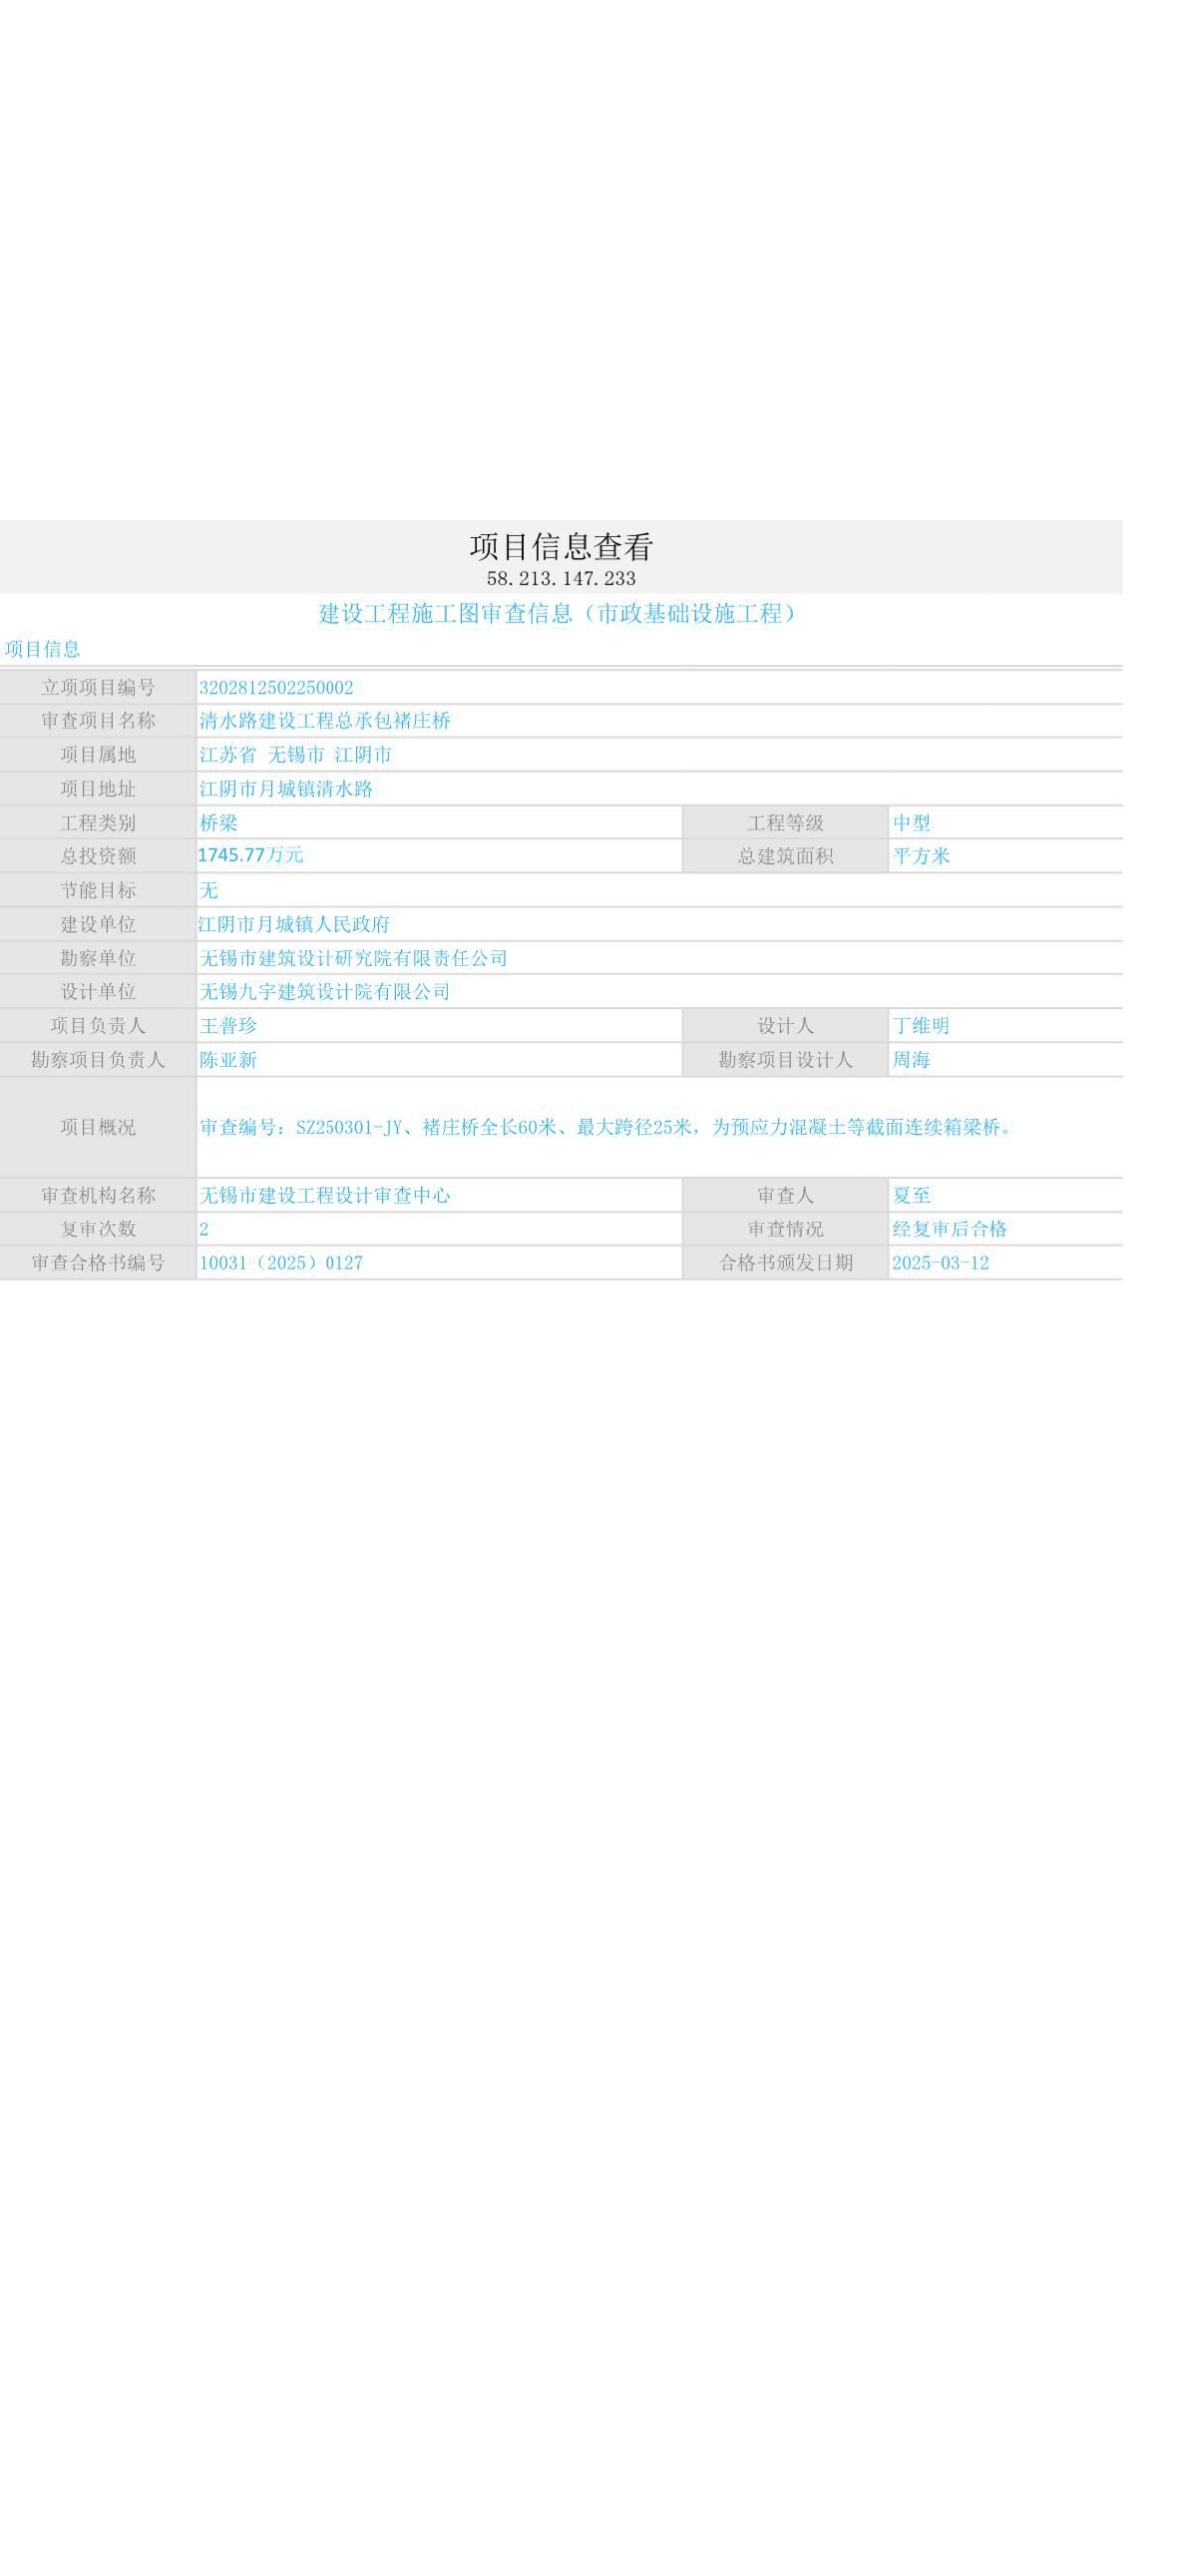 项目信息查看
58.213.147.233
建设工程施工图审查信息（市政基础设施工程）
项目信息
立项项目编号 3202812502250002
审查项目名称 清水路建设工程总承包褚庄桥
项目属地 江苏省 无锡市 江阴市
项目地址 江阴市月城镇清水路
工程类别 桥梁 工程等级 中型
总投资额 1745.77万元 总建筑面积 平方米
节能目标 无
建设单位 江阴市月城镇人民政府
勘察单位 无锡市建筑设计研究院有限责任公司
设计单位 无锡九宇建筑设计院有限公司
项目负责人 王普珍 设计人 丁维明
勘察项目负责人 陈亚新 勘察项目设计人 周海
项目概况 审查编号：SZ250301-JY、褚庄桥全长60米、最大跨径25米，为预应力混凝土等截面连续箱梁桥。
审查机构名称 无锡市建设工程设计审查中心 审查人 夏至
复审次数 2 审查情况 经复审后合格
审查合格书编号 10031（2025）0127 合格书颁发日期 2025-03-12